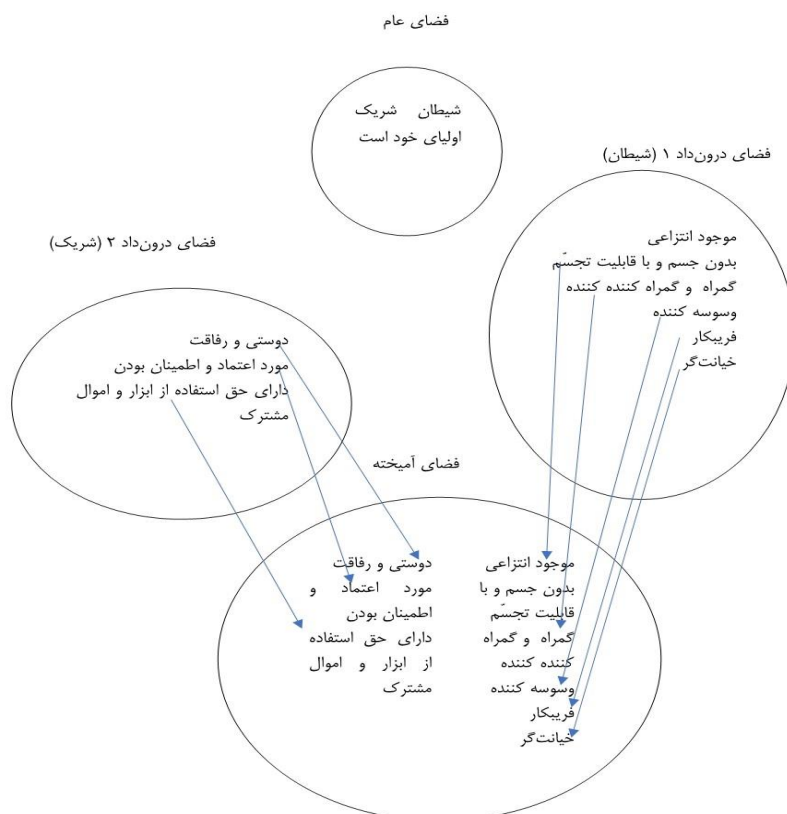 فضای عام
شیطان شریک
اولیای خود است
فضای درون‌داد ۱ (شیطان)
موجود انتزاعی
بدون جسم و با قابلیت تجسّم
گمراه و گمراه کننده کننده
وسوسه کننده
فریبکار
خیانت‌گر
فضای درون‌داد ۲ (شریک)
دوستی و رفاقت
مورد اعتماد و اطمینان بودن
دارای حق استفاده از ابزار و اموال
مشترک
فضای آمیخته
موجود انتزاعی
بدون جسم و با
قابلیت تجسّم
گمراه و گمراه
کننده کننده
وسوسه کننده
فریبکار
خیانت‌گر
دوستی و رفاقت
مورد اعتماد و
اطمینان بودن
دارای حق استفاده
از ابزار و اموال
مشترک